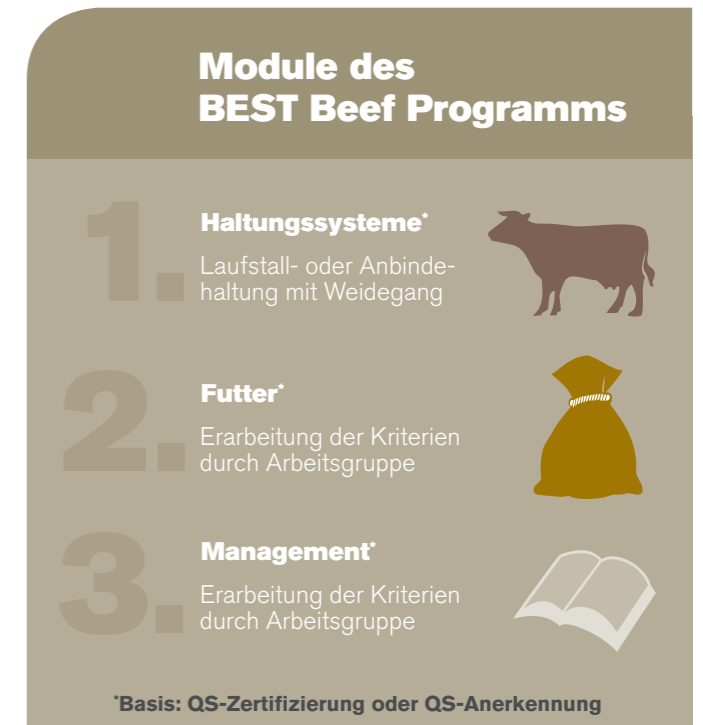 Module des
BEST Beef Programms
1.
Haltungssysteme*
Laufstall- oder Anbinde-
haltung mit Weidegang
2.
Futter*
Erarbeitung der Kriterien
durch Arbeitsgruppe
3.
Management*
Erarbeitung der Kriterien
durch Arbeitsgruppe
*Basis: QS-Zertifizierung oder QS-Anerkennung